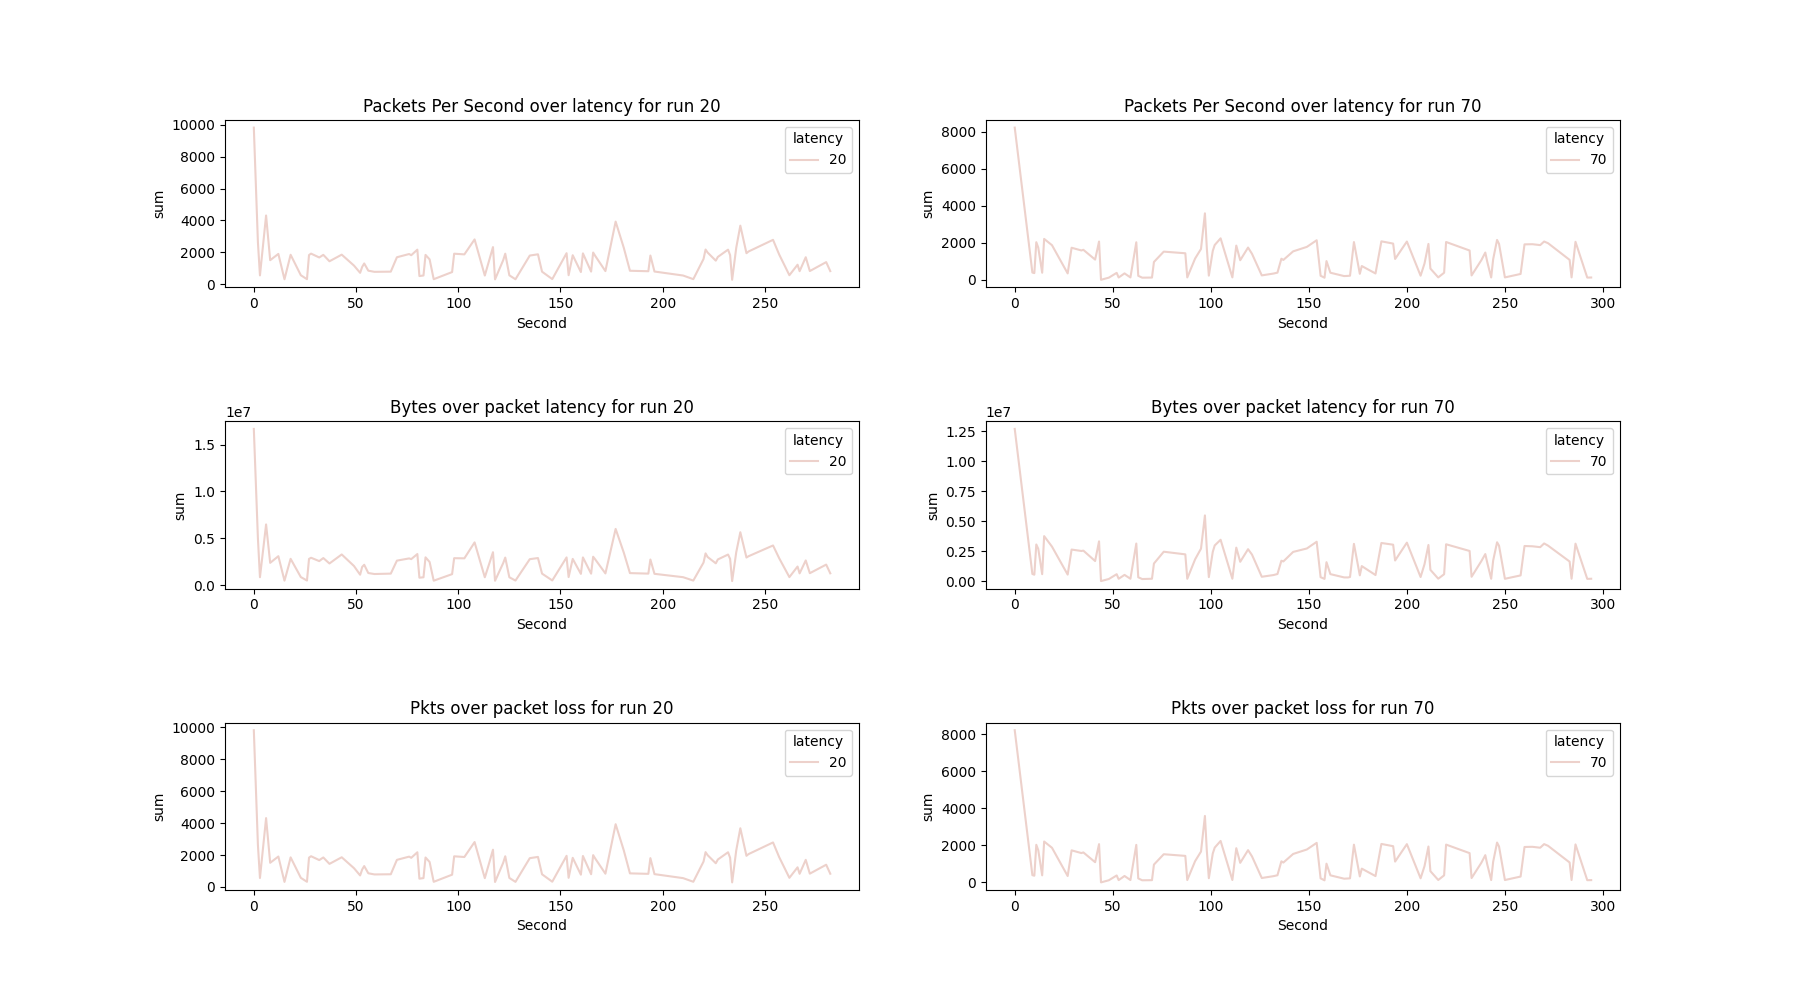 Packets Per Second over latency for run 20
10000
8000
6000
4000
2000
0
sum
latency
20
0 50 100 150 200 250
Second
Packets Per Second over latency for run 70
8000
6000
4000
2000
0
sum
latency
70
0 50 100 150 200 250 300
Second
Bytes over packet latency for run 20
1e7
1.5
1.0
0.5
0.0
sum
latency
20
0 50 100 150 200 250
Second
Bytes over packet latency for run 70
1e7
1.25
1.00
0.75
0.50
0.25
0.00
sum
latency
70
0 50 100 150 200 250 300
Second
Pkts over packet loss for run 20
10000
8000
6000
4000
2000
0
sum
latency
20
0 50 100 150 200 250
Second
Pkts over packet loss for run 70
8000
6000
4000
2000
0
sum
latency
70
0 50 100 150 200 250 300
Second